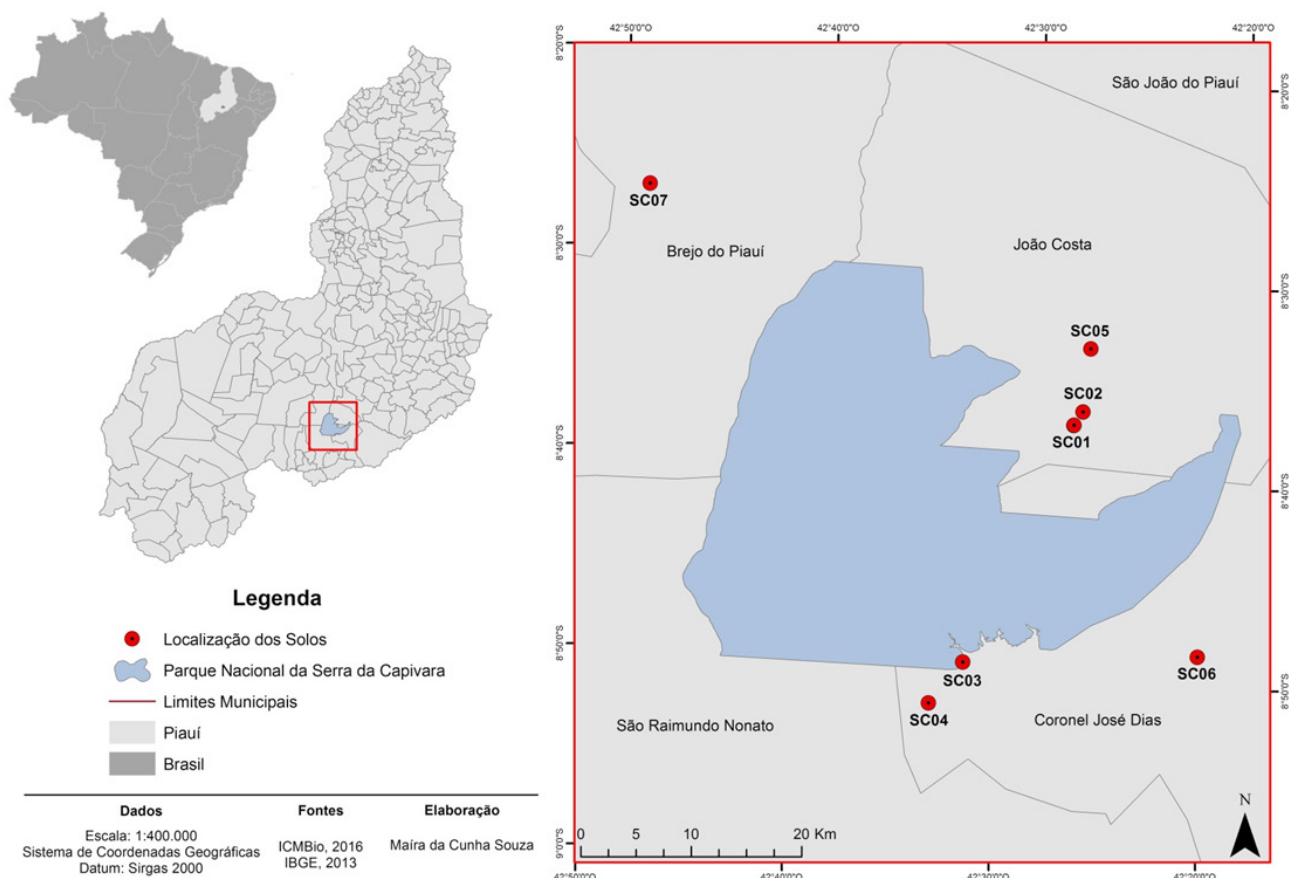 Legenda
Localização dos Solos
Parque Nacional da Serra da Capivara
Limites Municipais
Piauí
Brasil
Dados
Escala: 1:400.000
Sistema de Coordenadas Geográficas
Datum: Sirgas 2000
Fontes
ICMBio, 2016
IBGE, 2013
Elaboração
Maíra da Cunha Souza
42°50'0"W
42°40'0"W
42°30'0"W
42°20'0"W
8°20'0"S
8°30'0"S
8°40'0"S
8°50'0"S
9°0'0"S
São João do Piauí
SC07
Brejo do Piauí
João Costa
SC05
SC02
SC01
SC03
SC06
SC04
São Raimundo Nonato
Coronel José Dias
N
0 5 10 20 Km
8°20'0"S
8°30'0"S
8°40'0"S
8°50'0"S
42°50'0"W
42°40'0"W
42°30'0"W
42°20'0"W